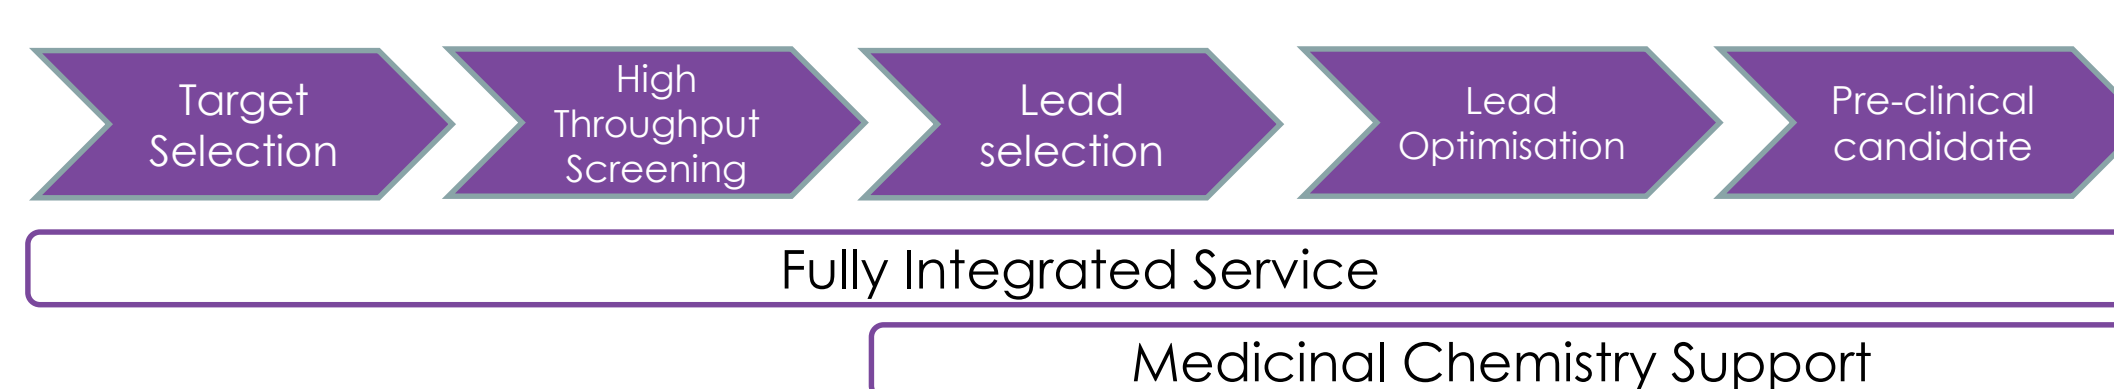 Target
Selection
High
Throughput
Screening
Lead
selection
Lead
Optimisation
Pre-clinical
candidate
Fully Integrated Service
Medicinal Chemistry Support